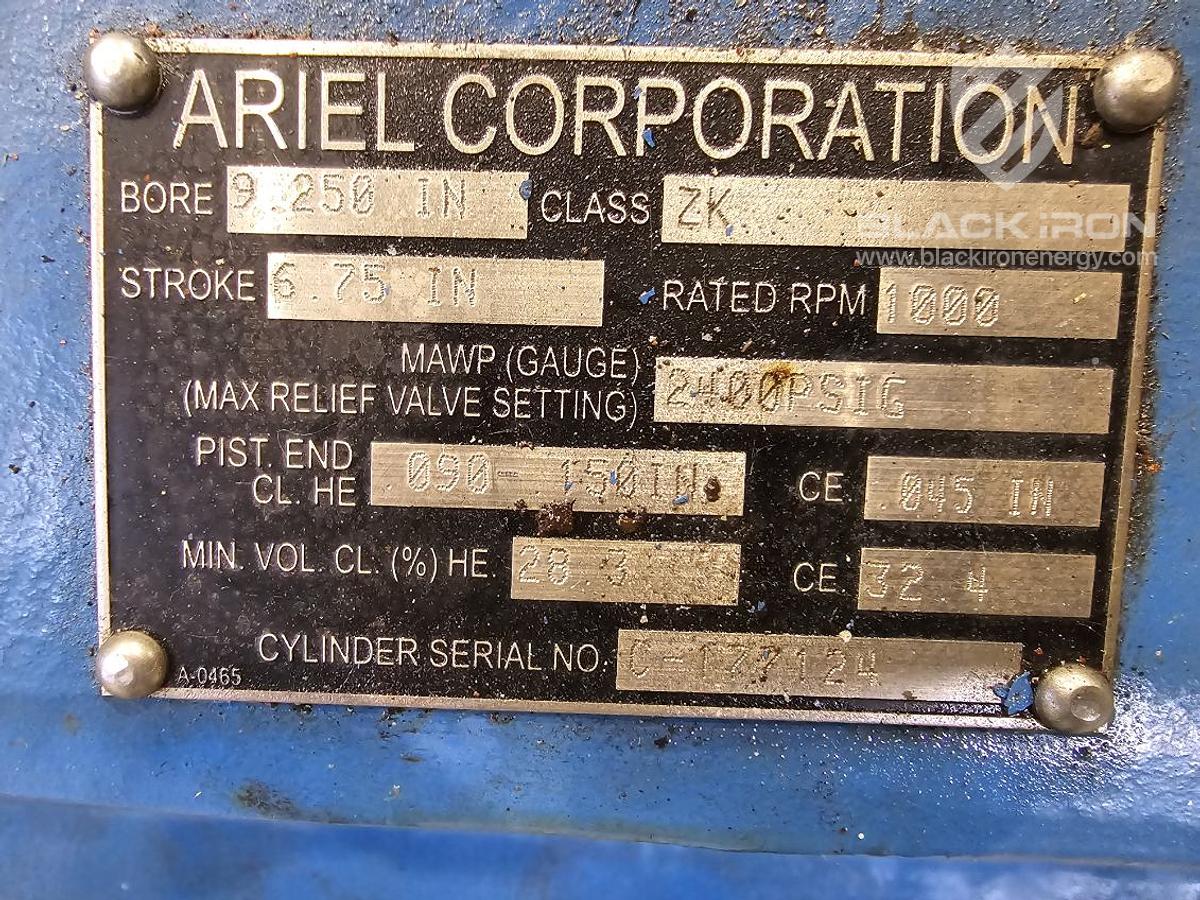 ARIEL CORPORATION
BORE 9.250 IN CLASS ZK
BLACK IRON
www.blackironenergy.com
STROKE 6.75 IN RATED RPM 1000
MAWP (GAUGE)
(MAX RELIEF VALVE SETTING) 2400PSIG
PIST. END
CL. HE .090-.150IN CE .045 IN
MIN. VOL. CL. (%) HE. 28.3 CE 32.4
CYLINDER SERIAL NO.
A-0465